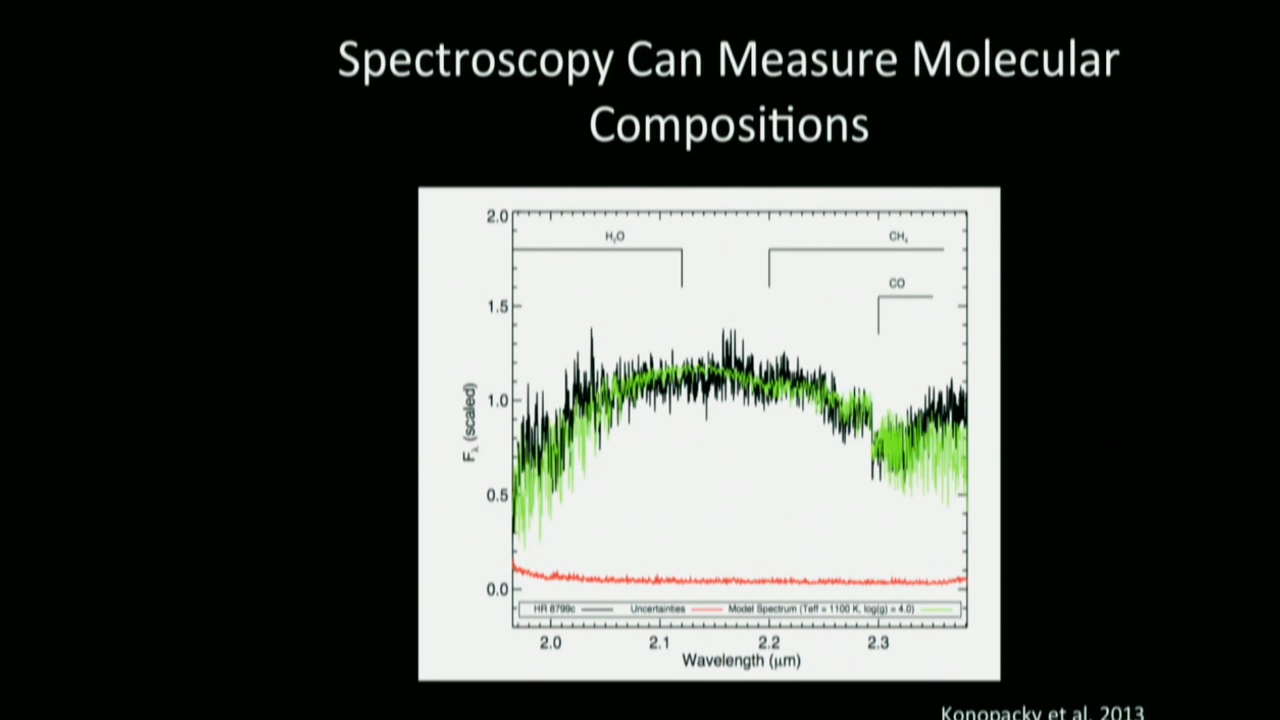 Spectroscopy Can Measure Molecular
Compositions
2.0
H₂O
CH₄
CO
1.5
1.0
Fλ (scaled)
0.5
0.0
HR 8799c Uncertainties Model Spectrum (Teff = 1100 K, log(g) = 4.0)
2.0 2.1 2.2 2.3
Wavelength (μm)
Konopacky et al. 2013